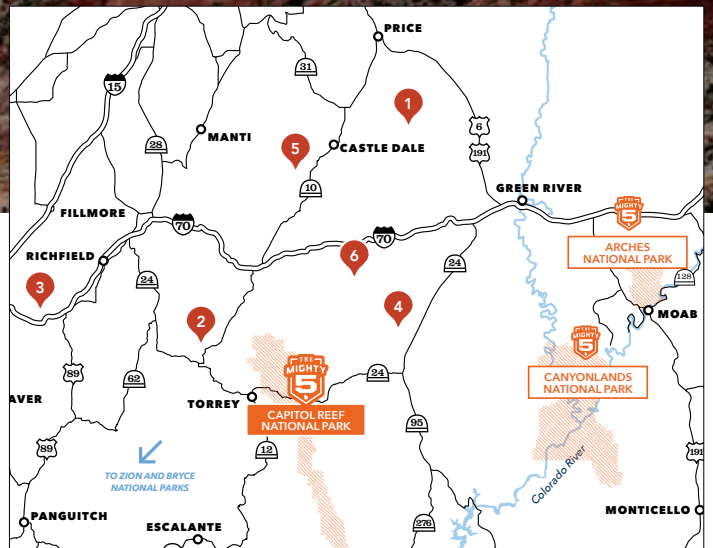 PRICE
31
15
1
6
MANTI
28
5
CASTLE DALE
191
10
GREEN RIVER
THE
MIGHTY
5
FILLMORE
70
70
ARCHES
NATIONAL PARK
RICHFIELD
6
24
24
128
3
4
MOAB
2
THE
MIGHTY
5
THE
MIGHTY
5
89
62
24
CANYONLANDS
NATIONAL PARK
AVER
TORREY
CAPITOL REEF
NATIONAL PARK
95
89
12
191
TO ZION AND BRYCE
NATIONAL PARKS
Colorado River
PANGUITCH
ESCALANTE
276
MONTICELLO